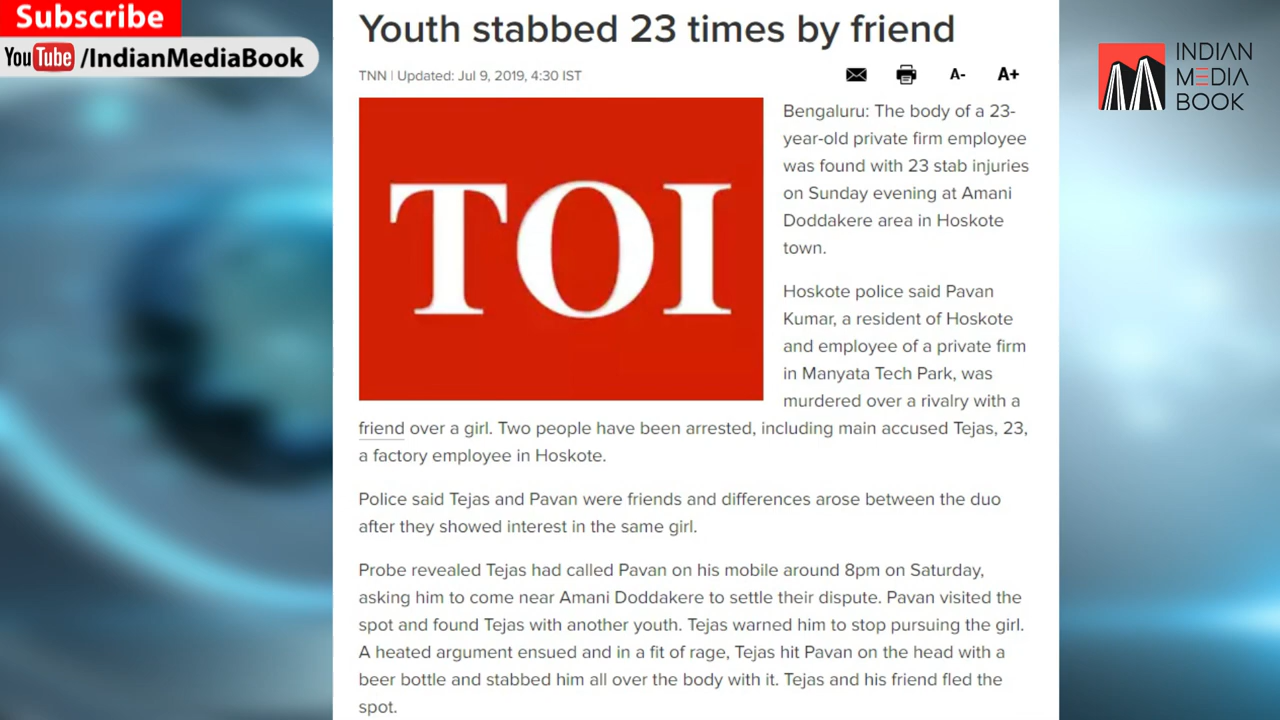 Subscribe
YouTube /IndianMediaBook
INDIAN
MEDIA
BOOK
Youth stabbed 23 times by friend
TNN | Updated: Jul 9, 2019, 4:30 IST
A- A+
TOI
Bengaluru: The body of a 23-
year-old private firm employee
was found with 23 stab injuries
on Sunday evening at Amani
Doddakere area in Hoskote
town.
Hoskote police said Pavan
Kumar, a resident of Hoskote
and employee of a private firm
in Manyata Tech Park, was
murdered over a rivalry with a
friend over a girl. Two people have been arrested, including main accused Tejas, 23,
a factory employee in Hoskote.
Police said Tejas and Pavan were friends and differences arose between the duo
after they showed interest in the same girl.
Probe revealed Tejas had called Pavan on his mobile around 8pm on Saturday,
asking him to come near Amani Doddakere to settle their dispute. Pavan visited the
spot and found Tejas with another youth. Tejas warned him to stop pursuing the girl.
A heated argument ensued and in a fit of rage, Tejas hit Pavan on the head with a
beer bottle and stabbed him all over the body with it. Tejas and his friend fled the
spot.